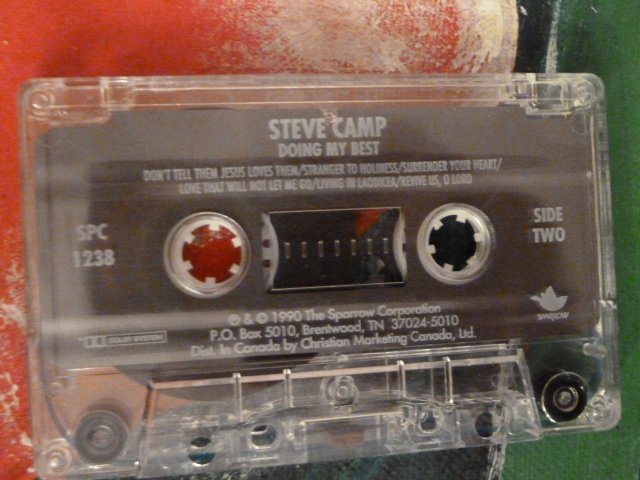 STEVE CAMP
DOING MY BEST
DON'T TELL THEM JESUS LOVES THEM/STRANGER TO HOLINESS/SURRENDER YOUR HEART/
LOVE THAT WILL NOT LET ME GO/LIVING IN LAODICEA/REVIVE US, O LORD
SPC
1238
SIDE
TWO
℗ & © 1990 The Sparrow Corporation
P.O. Box 5010, Brentwood, TN 37024-5010
Dist. In Canada by Christian Marketing Canada, Ltd.
DOLBY SYSTEM
SPARROW